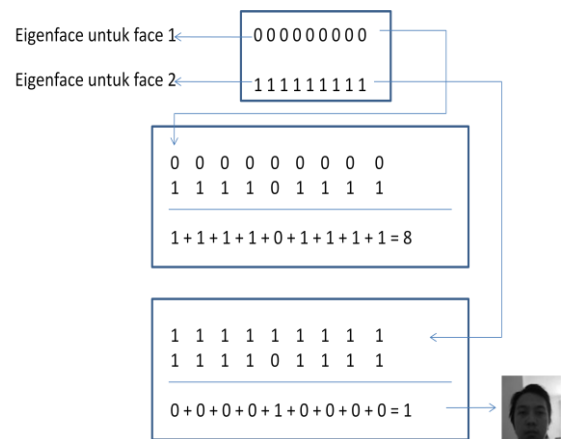 Eigenface untuk face 1 0 0 0 0 0 0 0 0 0
Eigenface untuk face 2 1 1 1 1 1 1 1 1 1
0 0 0 0 0 0 0 0 0
1 1 1 1 0 1 1 1 1
1 + 1 + 1 + 1 + 0 + 1 + 1 + 1 + 1 = 8
1 1 1 1 1 1 1 1 1
1 1 1 1 0 1 1 1 1
0 + 0 + 0 + 0 + 1 + 0 + 0 + 0 + 0 = 1